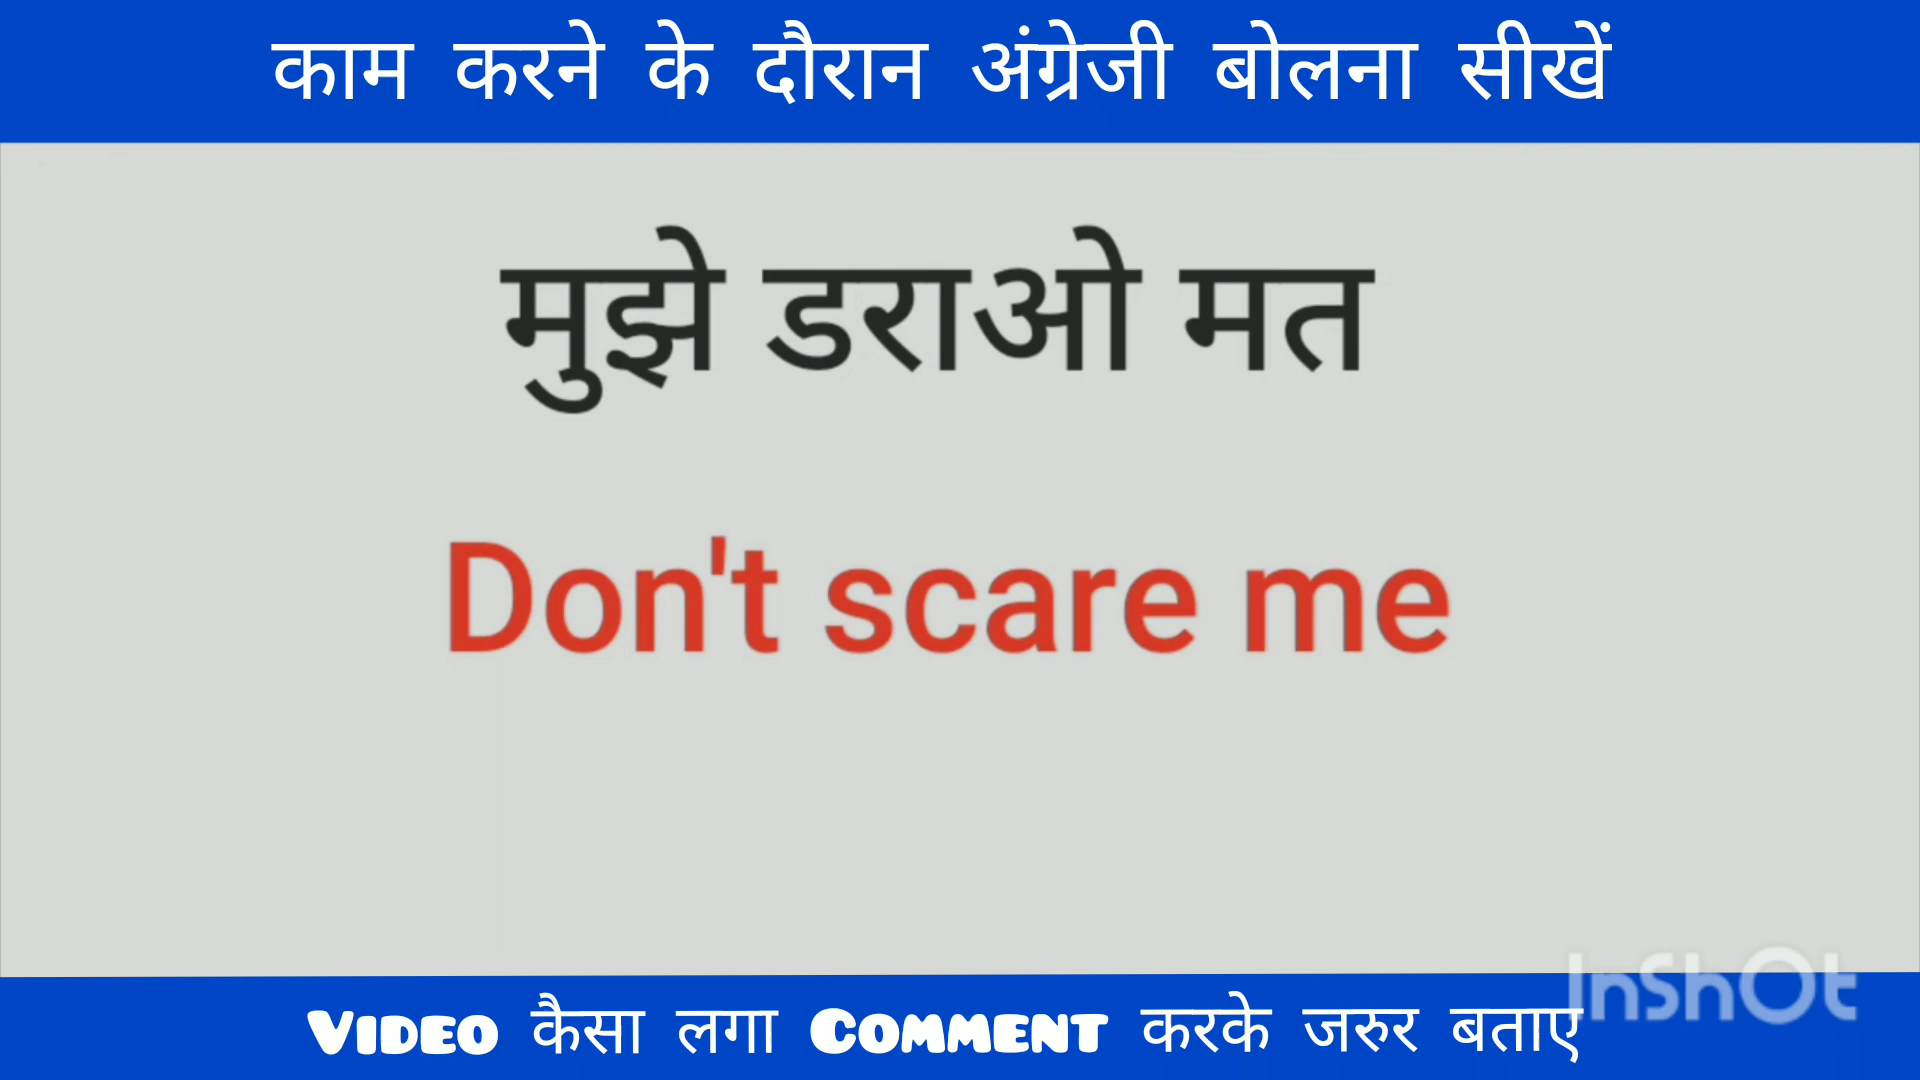 काम करने के दौरान अंग्रेजी बोलना सीखें
मुझे डराओ मत
Don't scare me
InShOt
VIDEO कैसा लगा COMMENT करके जरुर बताए